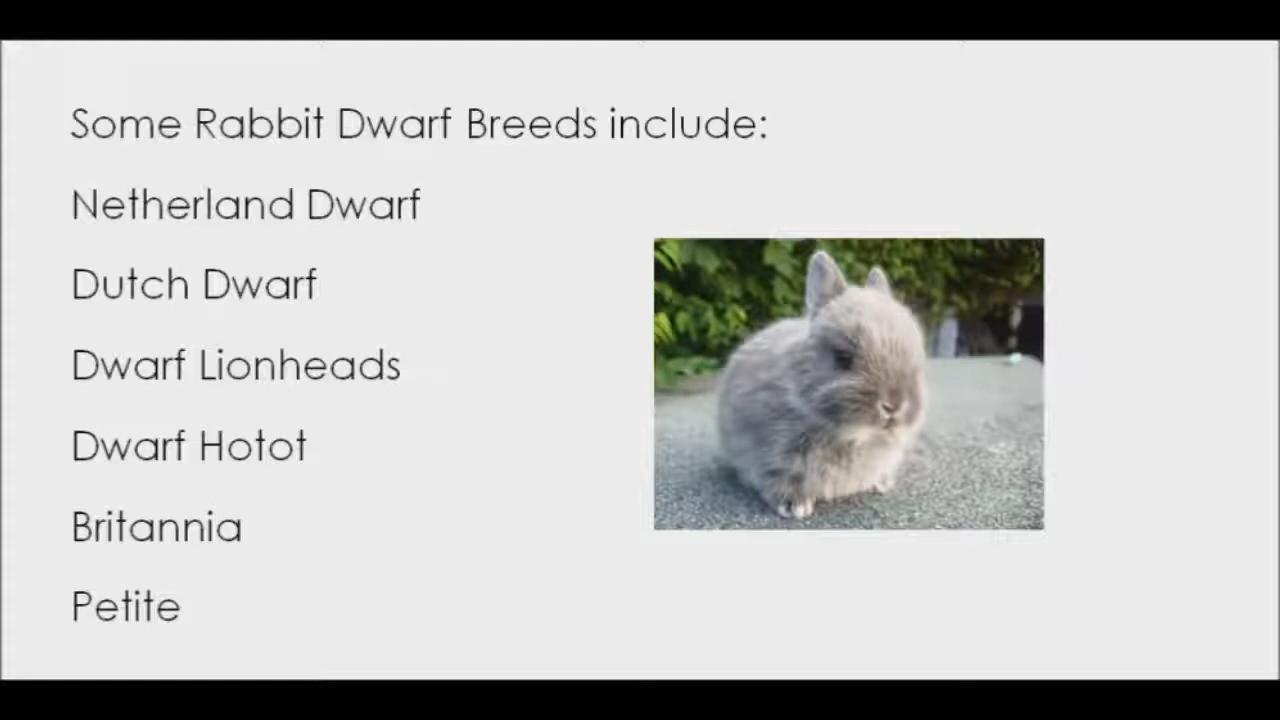 Some Rabbit Dwarf Breeds include:
Netherland Dwarf
Dutch Dwarf
Dwarf Lionheads
Dwarf Hotot
Britannia
Petite